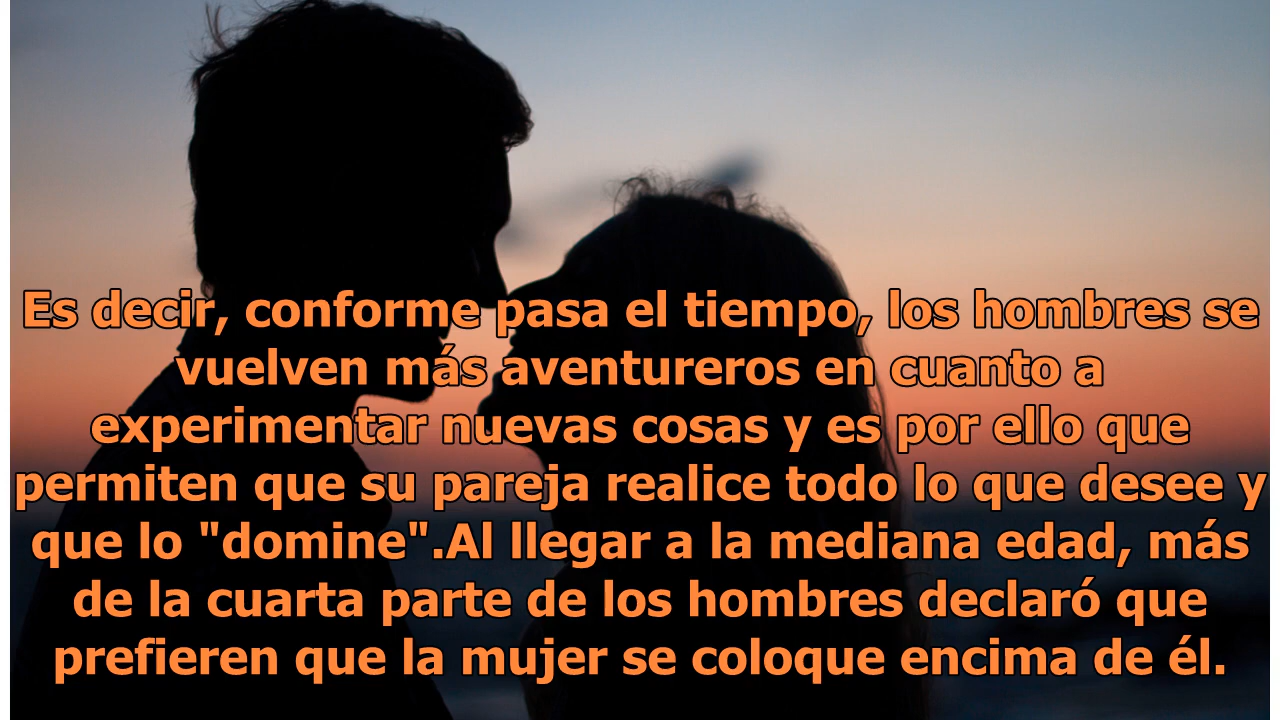 Es decir, conforme pasa el tiempo, los hombres se
vuelven más aventureros en cuanto a
experimentar nuevas cosas y es por ello que
permiten que su pareja realice todo lo que desee y
que lo "domine".Al llegar a la mediana edad, más
de la cuarta parte de los hombres declaró que
prefieren que la mujer se coloque encima de él.